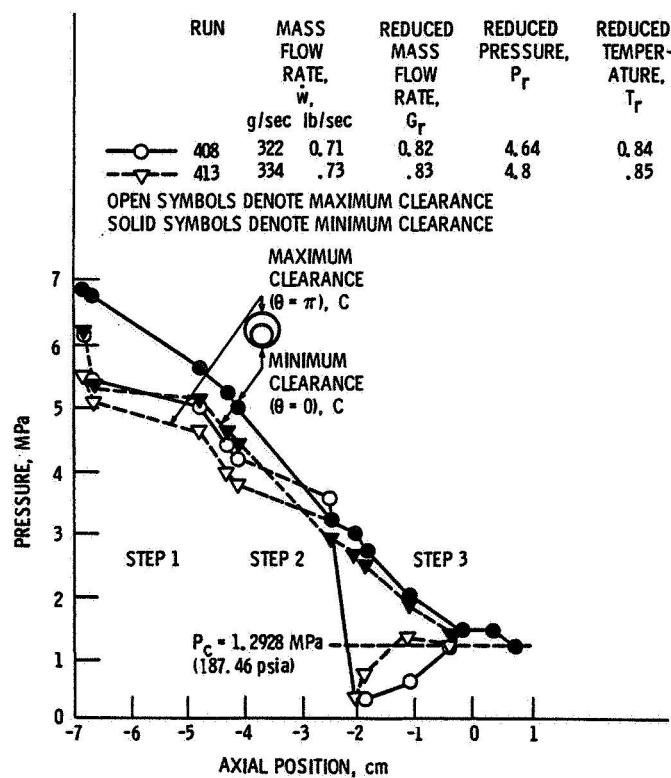 RUN MASS REDUCED REDUCED REDUCED
FLOW MASS PRESSURE, TEMPER-
RATE, FLOW Pr ATURE,
ẇ, RATE, Tr
g/sec lb/sec Gr
408 322 0.71 0.82 4.64 0.84
413 334 .73 .83 4.8 .85
OPEN SYMBOLS DENOTE MAXIMUM CLEARANCE
SOLID SYMBOLS DENOTE MINIMUM CLEARANCE
MAXIMUM
CLEARANCE
(θ = π), C
MINIMUM
CLEARANCE
(θ = 0), C
7
6
5
4
3
2
1
0
PRESSURE, MPa
STEP 1 STEP 2 STEP 3
Pc = 1.2928 MPa
(187.46 psia)
-7 -6 -5 -4 -3 -2 -1 0 1
AXIAL POSITION, cm